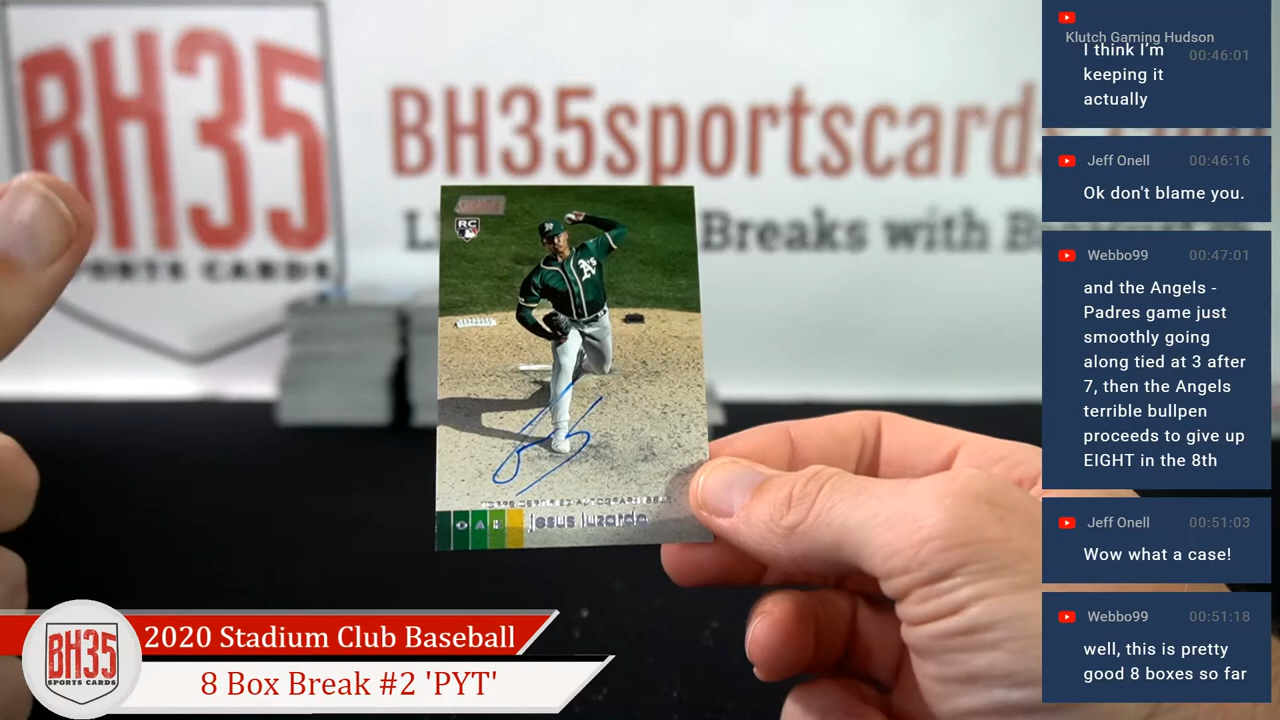 BH35
SPORTS CARDS
BH35sportscards
Breaks with
RC
A's
OAK
Jesus Luzardo
2020 Stadium Club Baseball
8 Box Break #2 'PYT'
BH35
SPORTS CARDS
Klutch Gaming Hudson
I think I'm 00:46:01
keeping it
actually
Jeff Onell 00:46:16
Ok don't blame you.
Webbo99 00:47:01
and the Angels -
Padres game just
smoothly going
along tied at 3 after
7, then the Angels
terrible bullpen
proceeds to give up
EIGHT in the 8th
Jeff Onell 00:51:03
Wow what a case!
Webbo99 00:51:18
well, this is pretty
good 8 boxes so far